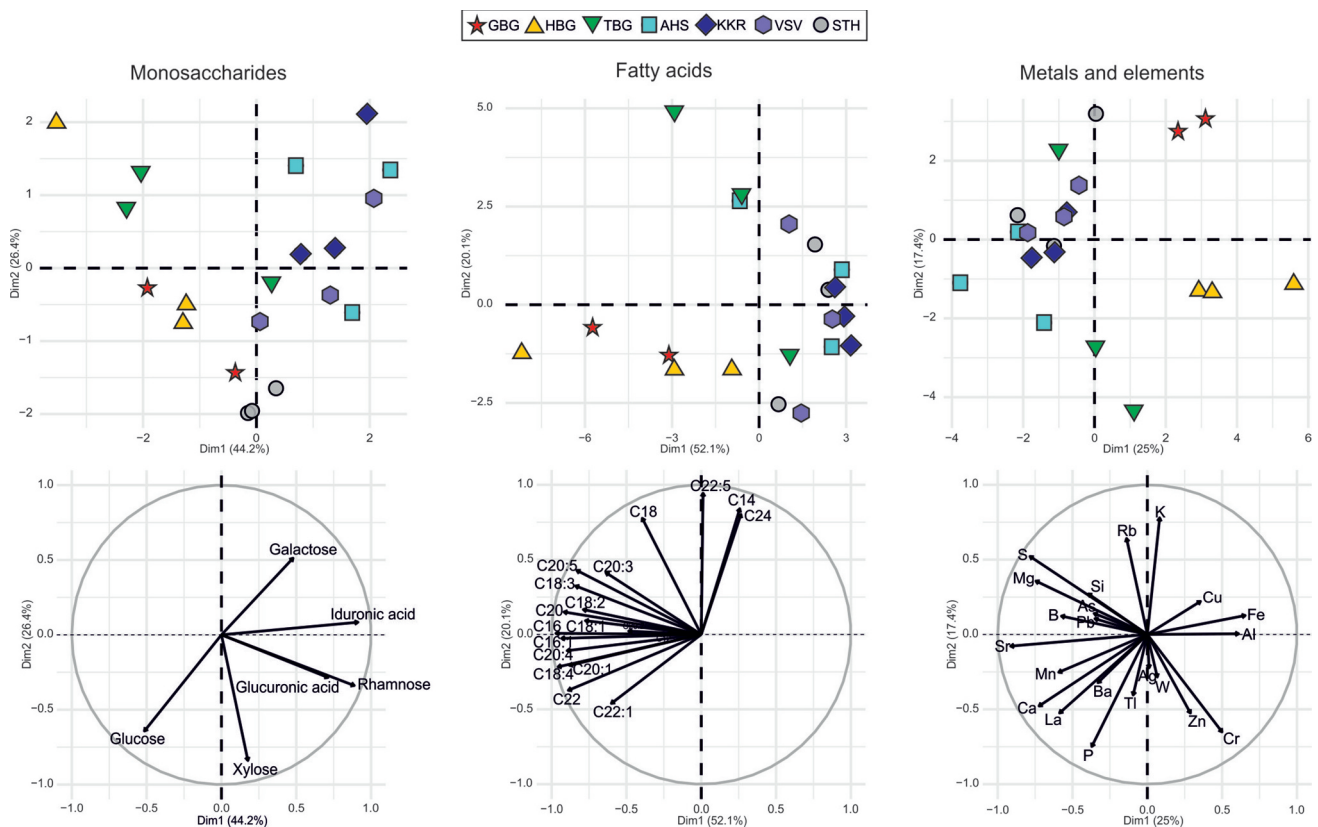 GBG HBG TBG AHS KKR VSV STH
Monosaccharides
Fatty acids
Metals and elements
2
1
0
−1
−2
Dim2 (26.4%)
−2
0
2
Dim1 (44.2%)
5.0
2.5
0.0
−2.5
Dim2 (20.1%)
−6
−3
0
3
Dim1 (52.1%)
2
0
−2
−4
Dim2 (17.4%)
−4
−2
0
2
4
6
Dim1 (25%)
1.0
0.5
0.0
−0.5
−1.0
Dim2 (26.4%)
Galactose
Iduronic acid
Glucuronic acid
Rhamnose
Glucose
Xylose
−1.0
−0.5
0.0
0.5
1.0
Dim1 (44.2%)
1.0
0.5
0.0
−0.5
−1.0
Dim2 (20.1%)
C22:5
C14
C18
C24
C20:5
C20:3
C18:3
C18:2
C20
C16
C18:1
C16:1
C20:4
C18:4
C20:1
C22
C22:1
−1.0
−0.5
0.0
0.5
1.0
Dim1 (52.1%)
1.0
0.5
0.0
−0.5
−1.0
Dim2 (17.4%)
K
Rb
S
Mg
Si
Cu
As
B
Pb
Fe
Al
Sr
Mn
Ag
Ba
W
Ca
Tl
La
Zn
Cr
P
−1.0
−0.5
0.0
0.5
1.0
Dim1 (25%)